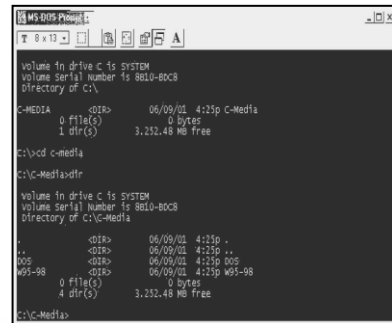 MS-DOS Prompt
T 8 x 13 A
Volume in drive C is SYSTEM
Volume Serial Number is 8B10-BDC8
Directory of C:\
C-MEDIA <DIR> 06/09/01 4:25p C-Media
0 file(s) 0 bytes
1 dir(s) 3.252.48 MB free
C:\>cd c-media
C:\C-Media>dir
Volume in drive C is SYSTEM
Volume Serial Number is 8B10-BDC8
Directory of C:\C-Media
. <DIR> 06/09/01 4:25p .
.. <DIR> 06/09/01 4:25p ..
DOS <DIR> 06/09/01 4:25p DOS
W95-98 <DIR> 06/09/01 4:25p W95-98
0 file(s) 0 bytes
4 dir(s) 3.252.48 MB free
C:\C-Media>